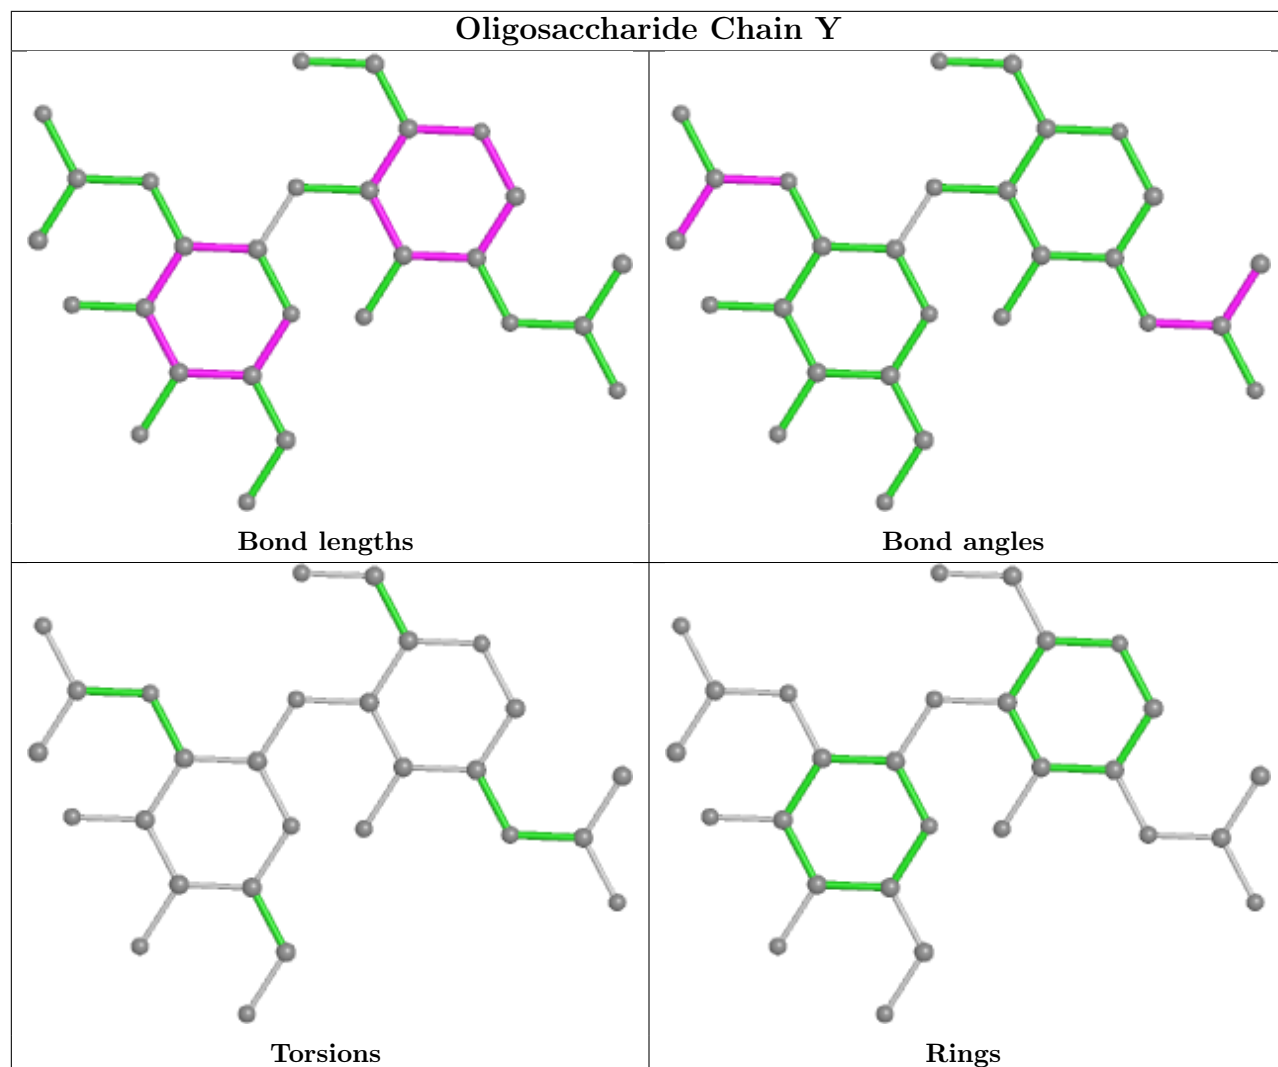 Oligosaccharide Chain Y
Bond lengths
Bond angles
Torsions
Rings